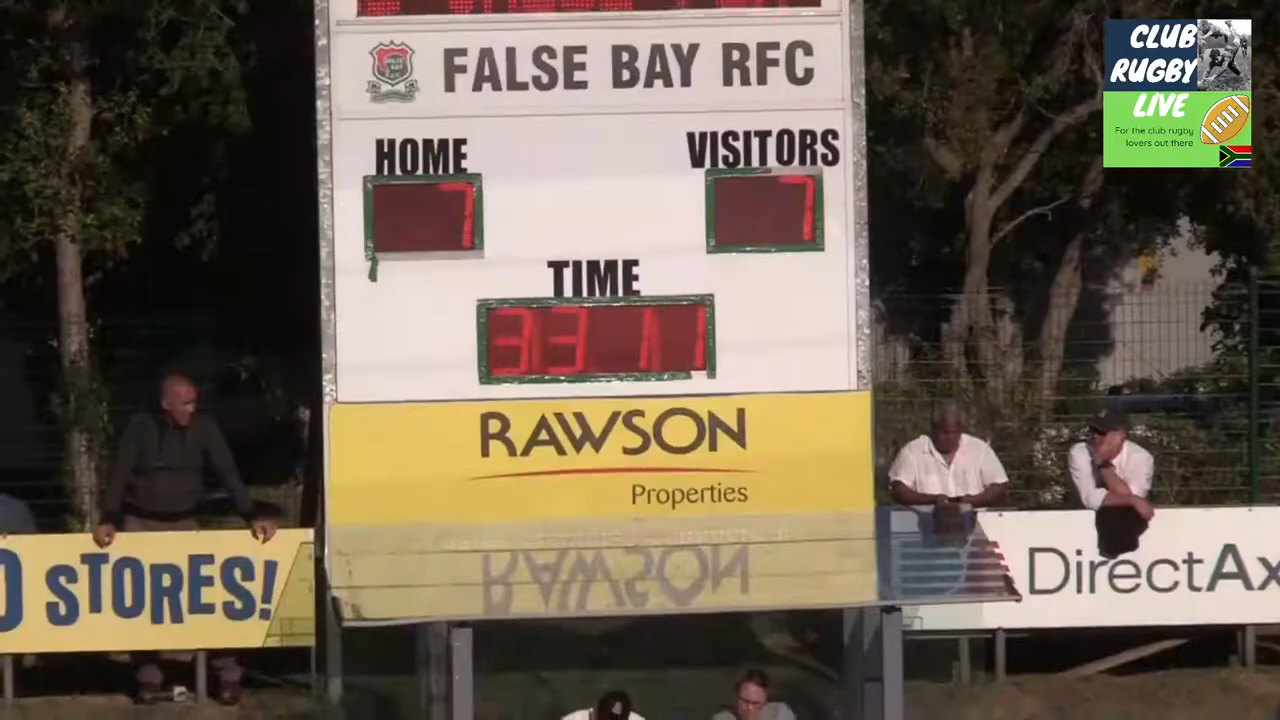 FALSE BAY RFC
HOME
VISITORS
7
7
TIME
33 11
RAWSON
Properties
STORES!
DirectAx
CLUB
RUGBY
LIVE
For the club rugby
lovers out there